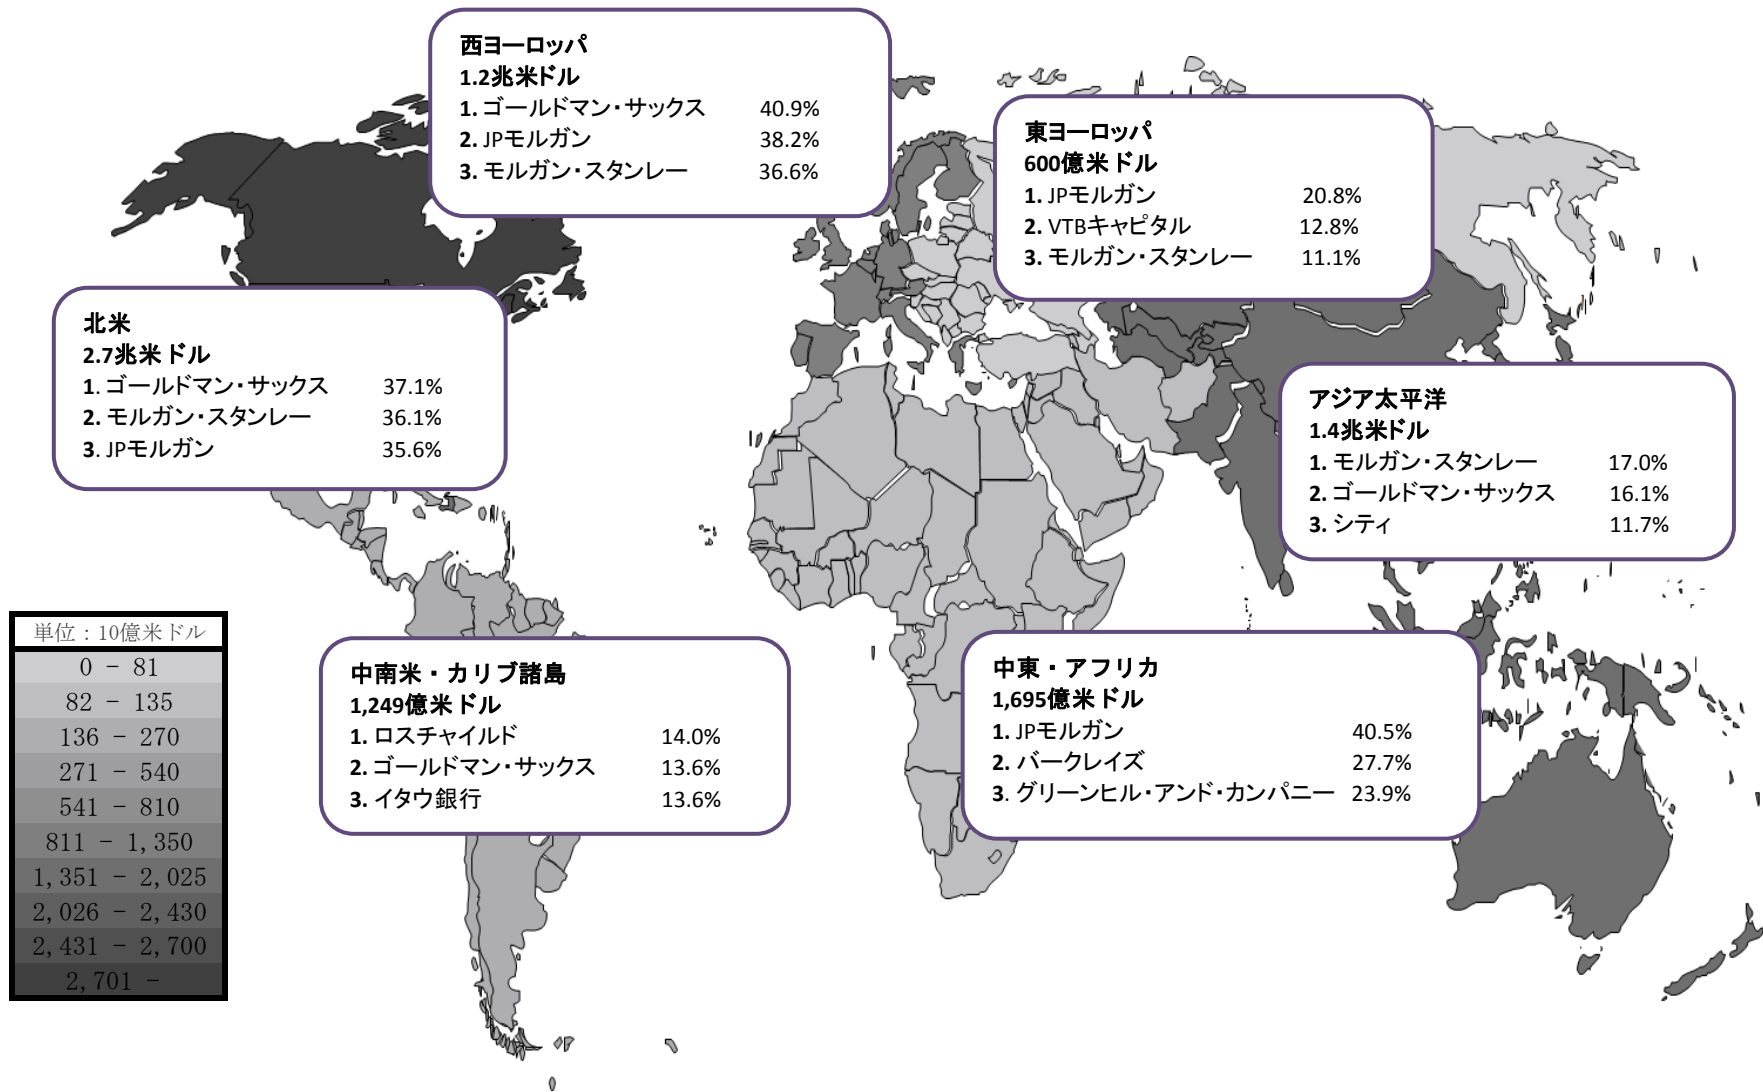 西ヨーロッパ
1.2兆米ドル
1. ゴールドマン・サックス 40.9%
2. JPモルガン 38.2%
3. モルガン・スタンレー 36.6%
東ヨーロッパ
600億米ドル
1. JPモルガン 20.8%
2. VTBキャピタル 12.8%
3. モルガン・スタンレー 11.1%
北米
2.7兆米ドル
1. ゴールドマン・サックス 37.1%
2. モルガン・スタンレー 36.1%
3. JPモルガン 35.6%
アジア太平洋
1.4兆米ドル
1. モルガン・スタンレー 17.0%
2. ゴールドマン・サックス 16.1%
3. シティ 11.7%
単位：10億米ドル
0 - 81
82 - 135
136 - 270
271 - 540
541 - 810
811 - 1,350
1,351 - 2,025
2,026 - 2,430
2,431 - 2,700
2,701 -
中南米・カリブ諸島
1,249億米ドル
1. ロスチャイルド 14.0%
2. ゴールドマン・サックス 13.6%
3. イタウ銀行 13.6%
中東・アフリカ
1,695億米ドル
1. JPモルガン 40.5%
2. バークレイズ 27.7%
3. グリーンヒル・アンド・カンパニー 23.9%